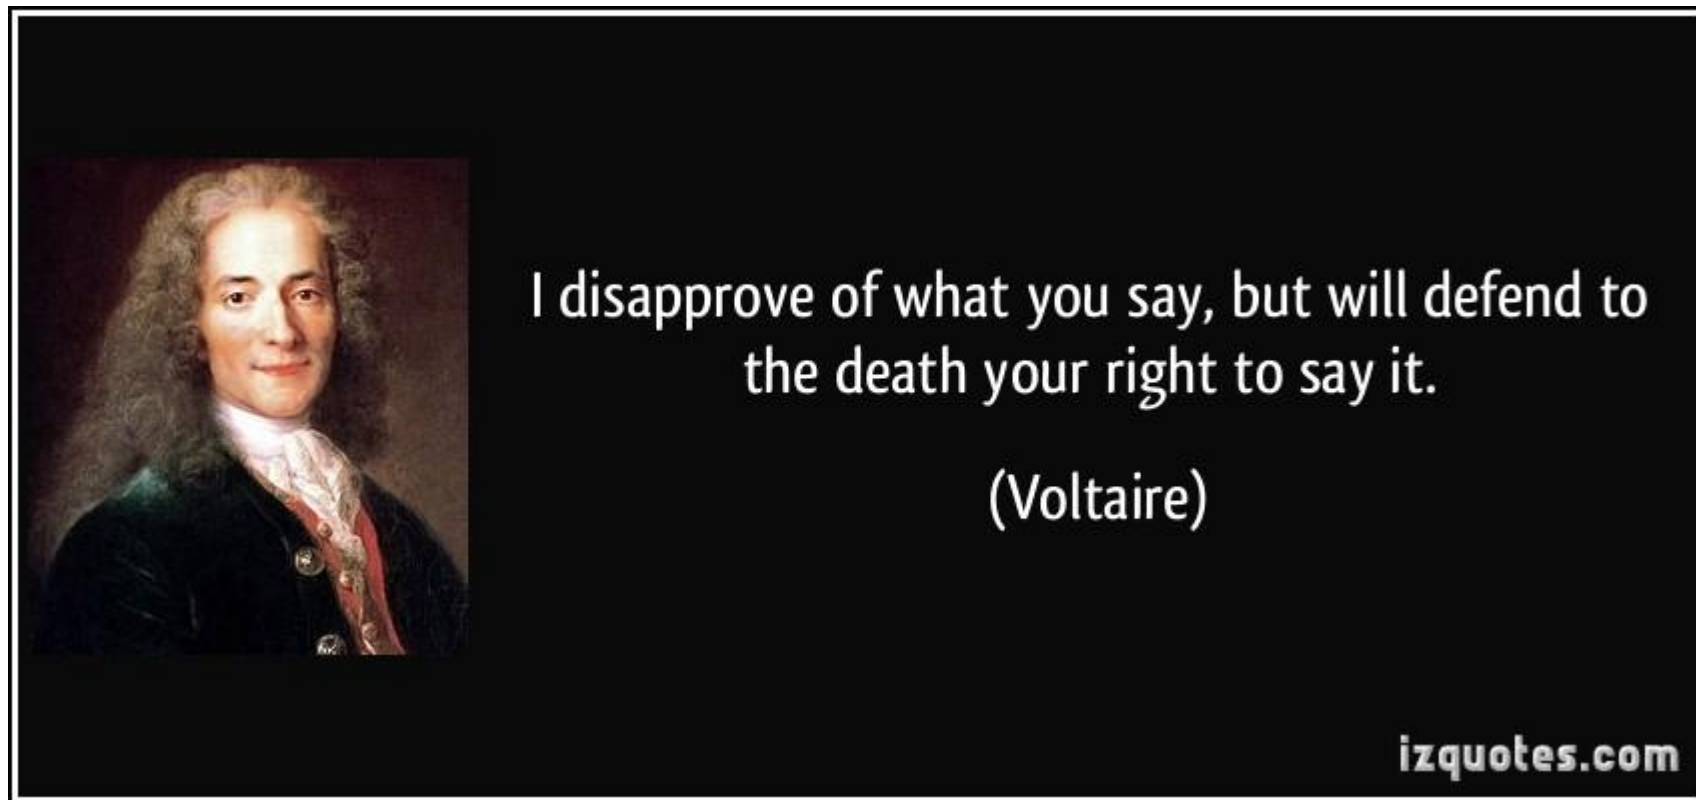 I disapprove of what you say, but will defend to
the death your right to say it.
(Voltaire)
izquotes.com